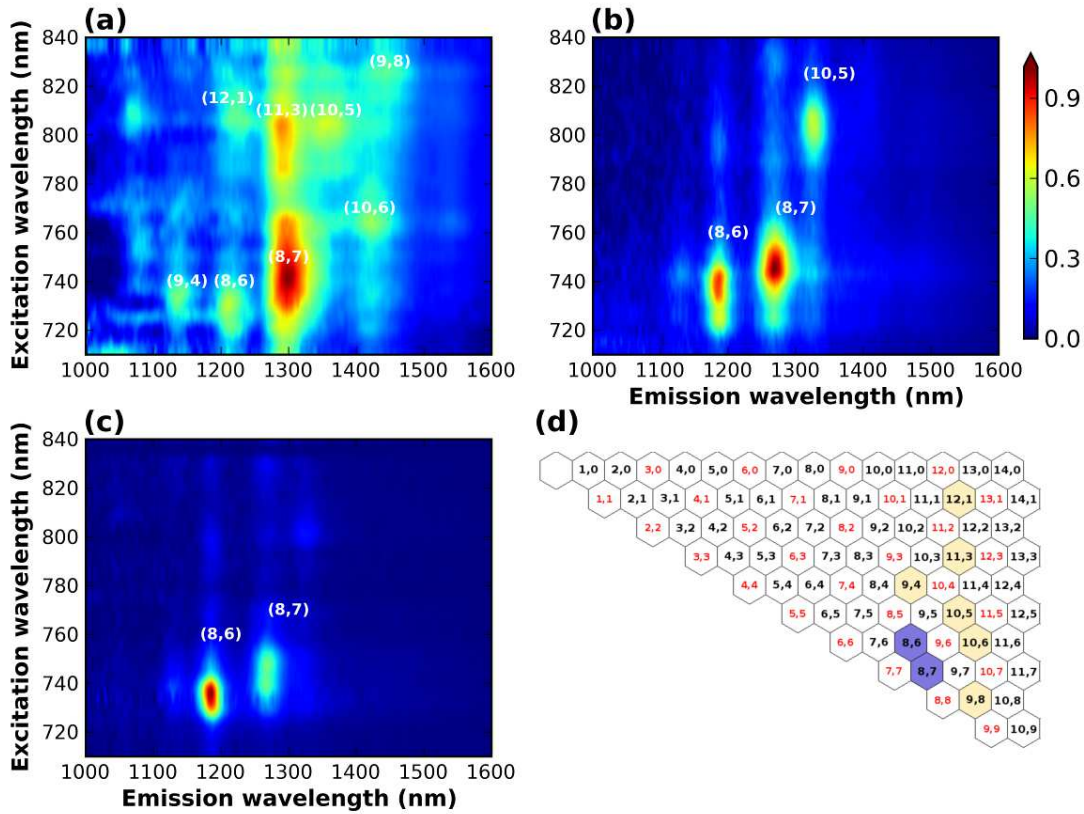 (a)
Excitation wavelength (nm)
840
820
800
780
760
740
720
1000 1100 1200 1300 1400 1500 1600
(9,8)
(12,1)
(11,3)
(10,5)
(10,6)
(8,7)
(9,4)
(8,6)
(b)
840
820
800
780
760
740
720
1000 1100 1200 1300 1400 1500 1600
Emission wavelength (nm)
(10,5)
(8,7)
(8,6)
0.9
0.6
0.3
0.0
(c)
Excitation wavelength (nm)
840
820
800
780
760
740
720
1000 1100 1200 1300 1400 1500 1600
Emission wavelength (nm)
(8,7)
(8,6)
(d)
1,0 2,0 3,0 4,0 5,0 6,0 7,0 8,0 9,0 10,0 11,0 12,0 13,0 14,0
1,1 2,1 3,1 4,1 5,1 6,1 7,1 8,1 9,1 10,1 11,1 12,1 13,1 14,1
2,2 3,2 4,2 5,2 6,2 7,2 8,2 9,2 10,2 11,2 12,2 13,2
3,3 4,3 5,3 6,3 7,3 8,3 9,3 10,3 11,3 12,3 13,3
4,4 5,4 6,4 7,4 8,4 9,4 10,4 11,4 12,4
5,5 6,5 7,5 8,5 9,5 10,5 11,5 12,5
6,6 7,6 8,6 9,6 10,6 11,6
7,7 8,7 9,7 10,7 11,7
8,8 9,8 10,8
9,9 10,9